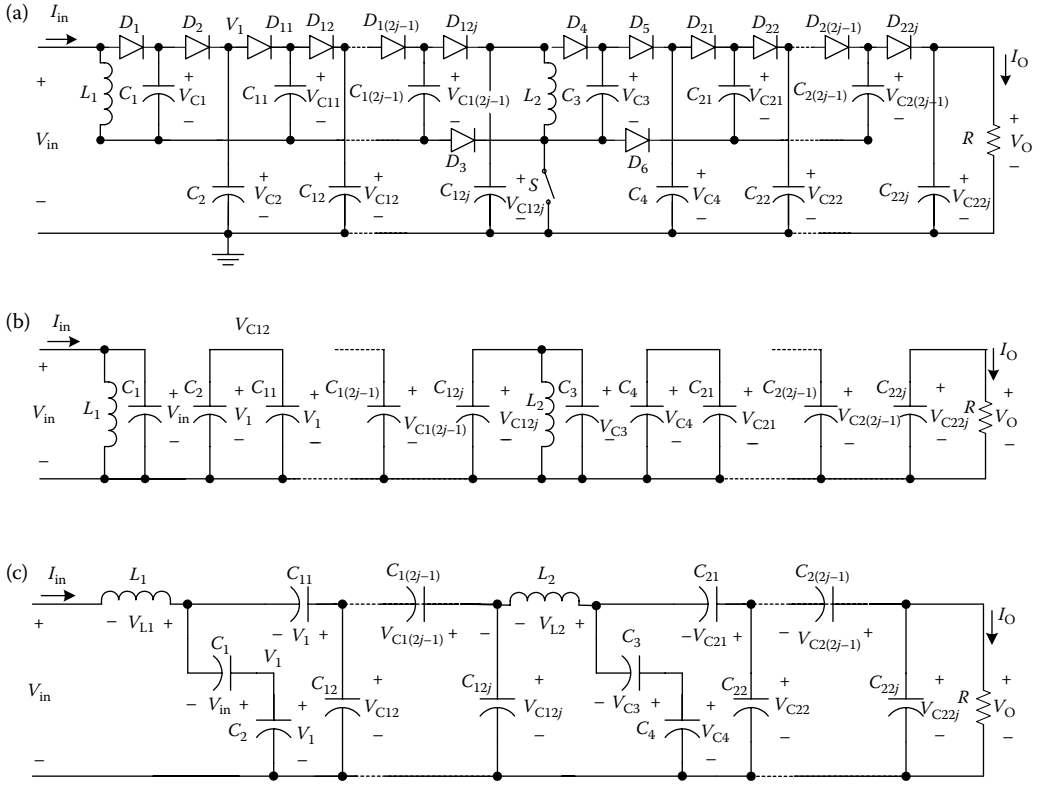 (a)
I_in
D_1 D_2 V_1 D_11 D_12 D_1(2j–1) D_12j D_4 D_5 D_21 D_22 D_2(2j–1) D_22j
I_O
+ L_1 C_1 + V_C1 – C_11 + V_C11 – C_1(2j–1) + V_C1(2j–1) – L_2 C_3 + V_C3 – C_21 + V_C21 – C_2(2j–1) + V_C2(2j–1) –
V_in D_3 D_6 R + V_O –
– C_2 + V_C2 – C_12 + V_C12 – C_12j + V_C12j – S C_4 + V_C4 – C_22 + V_C22 – C_22j + V_C22j –
(b)
I_in V_C12 I_O
+ V_in –
L_1 C_1 + V_in – C_2 + V_1 – C_11 + V_1 – C_1(2j–1) + V_C1(2j–1) – C_12j + V_C12j – L_2 C_3 + V_C3 – C_4 + V_C4 – C_21 + V_C21 – C_2(2j–1) + V_C2(2j–1) – C_22j + V_C22j – R + V_O –
(c)
I_in L_1 C_11 C_1(2j–1) L_2 C_21 C_2(2j–1) I_O
+ – V_L1 + – V_1 + V_C1(2j–1) + – – V_L2 + –V_C21 + – V_C2(2j–1) +
C_1 V_1 C_3
V_in – V_in + C_12 + V_C12 – C_12j + V_C12j – – V_C3 + C_22 + V_C22 – C_22j + V_C22j – R + V_O –
C_2 + V_1 – C_4 + V_C4 –
–